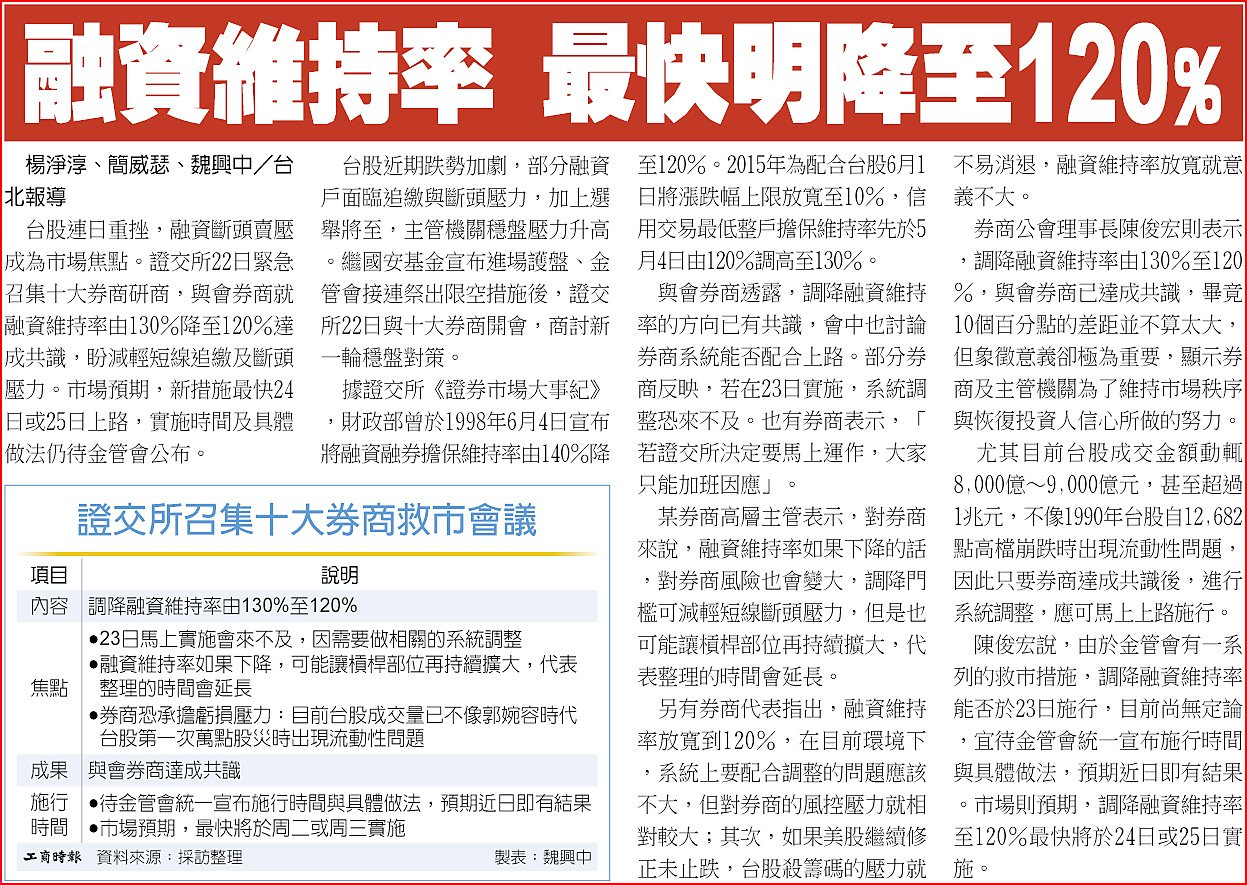 融資維持率 最快明降至120%
楊淨淳、簡威瑟、魏興中／台
北報導
台股連日重挫，融資斷頭賣壓
成為市場焦點。證交所22日緊急
召集十大券商研商，與會券商就
融資維持率由130%降至120%達
成共識，盼減輕短線追繳及斷頭
壓力。市場預期，新措施最快24
日或25日上路，實施時間及具體
做法仍待金管會公布。
台股近期跌勢加劇，部分融資
戶面臨追繳與斷頭壓力，加上選
舉將至，主管機關穩盤壓力升高
。繼國安基金宣布進場護盤、金
管會接連祭出限空措施後，證交
所22日與十大券商開會，商討新
一輪穩盤對策。
據證交所《證券市場大事紀》
，財政部曾於1998年6月4日宣布
將融資融券擔保維持率由140%降
至120%。2015年為配合台股6月1
日將漲跌幅上限放寬至10%，信
用交易最低整戶擔保維持率先於5
月4日由120%調高至130%。
與會券商透露，調降融資維持
率的方向已有共識，會中也討論
券商系統能否配合上路。部分券
商反映，若在23日實施，系統調
整恐來不及。也有券商表示，「
若證交所決定要馬上運作，大家
只能加班因應」。
某券商高層主管表示，對券商
來說，融資維持率如果下降的話
，對券商風險也會變大，調降門
檻可減輕短線斷頭壓力，但是也
可能讓槓桿部位再持續擴大，代
表整理的時間會延長。
另有券商代表指出，融資維持
率放寬到120%，在目前環境下
，系統上要配合調整的問題應該
不大，但對券商的風控壓力就相
對較大；其次，如果美股繼續修
正未止跌，台股殺籌碼的壓力就
不易消退，融資維持率放寬就意
義不大。
券商公會理事長陳俊宏則表示
，調降融資維持率由130%至120
%，與會券商已達成共識，畢竟
10個百分點的差距並不算太大，
但象徵意義卻極為重要，顯示券
商及主管機關為了維持市場秩序
與恢復投資人信心所做的努力。
尤其目前台股成交金額動輒
8,000億～9,000億元，甚至超過
1兆元，不像1990年台股自12,682
點高檔崩跌時出現流動性問題，
因此只要券商達成共識後，進行
系統調整，應可馬上上路施行。
陳俊宏說，由於金管會有一系
列的救市措施，調降融資維持率
能否於23日施行，目前尚無定論
，宜待金管會統一宣布施行時間
與具體做法，預期近日即有結果
。市場則預期，調降融資維持率
至120%最快將於24日或25日實
施。
證交所召集十大券商救市會議
項目 說明
內容 調降融資維持率由130%至120%
焦點 ●23日馬上實施會來不及，因需要做相關的系統調整
●融資維持率如果下降，可能讓槓桿部位再持續擴大，代表
整理的時間會延長
●券商恐承擔虧損壓力：目前台股成交量已不像郭婉容時代
台股第一次萬點股災時出現流動性問題
成果 與會券商達成共識
施行時間 ●待金管會統一宣布施行時間與具體做法，預期近日即有結果
●市場預期，最快將於周二或周三實施
工商時報 資料來源：採訪整理 製表：魏興中